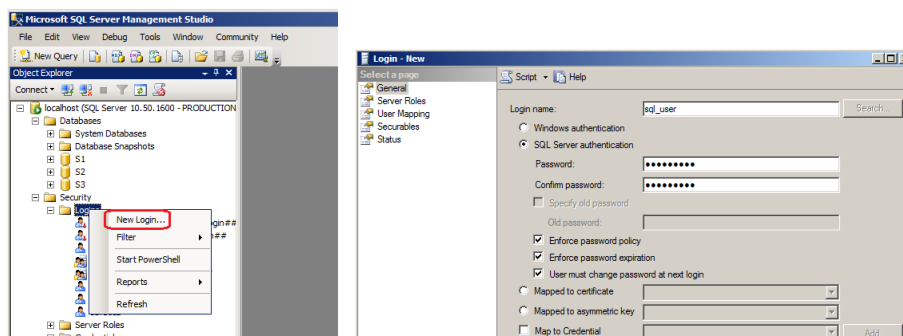 Microsoft SQL Server Management Studio
File Edit View Debug Tools Window Community Help
New Query
Object Explorer
Connect
localhost (SQL Server 10.50.1600 - PRODUCTION
Databases
System Databases
Database Snapshots
S1
S2
S3
Security
New Login...
gin##
Filter
##
Start PowerShell
Reports
Refresh
Server Roles
Login - New
Select a page
General
Server Roles
User Mapping
Securables
Status
Script Help
Login name: sql_user Search...
Windows authentication
SQL Server authentication
Password: •••••••••
Confirm password: •••••••••
Specify old password
Old password:
Enforce password policy
Enforce password expiration
User must change password at next login
Mapped to certificate
Mapped to asymmetric key
Map to Credential Add